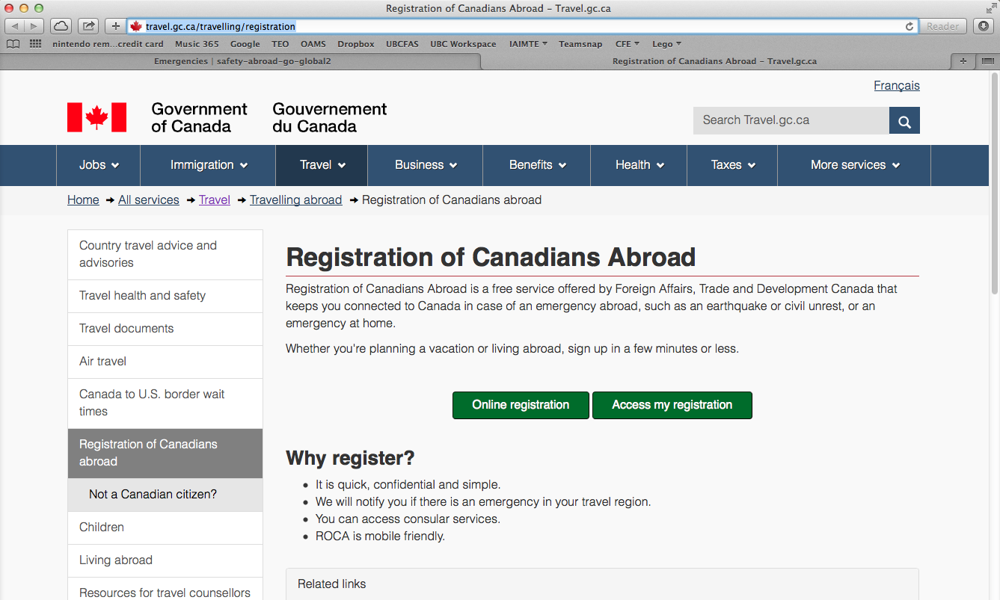 Registration of Canadians Abroad – Travel.gc.ca
travel.gc.ca/travelling/registration
Reader
nintendo rem...credit card Music 365 Google TEO OAMS Dropbox UBCFAS UBC Workspace IAIMTE Teamsnap CFE Lego
Emergencies | safety-abroad-go-global2
Registration of Canadians Abroad – Travel.gc.ca
Français
Government
of Canada
Gouvernement
du Canada
Search Travel.gc.ca
Jobs Immigration Travel Business Benefits Health Taxes More services
Home → All services → Travel → Travelling abroad → Registration of Canadians abroad
Country travel advice and
advisories
Travel health and safety
Travel documents
Air travel
Canada to U.S. border wait
times
Registration of Canadians
abroad
Not a Canadian citizen?
Children
Living abroad
Resources for travel counsellors
Registration of Canadians Abroad
Registration of Canadians Abroad is a free service offered by Foreign Affairs, Trade and Development Canada that
keeps you connected to Canada in case of an emergency abroad, such as an earthquake or civil unrest, or an
emergency at home.
Whether you're planning a vacation or living abroad, sign up in a few minutes or less.
Online registration
Access my registration
Why register?
• It is quick, confidential and simple.
• We will notify you if there is an emergency in your travel region.
• You can access consular services.
• ROCA is mobile friendly.
Related links